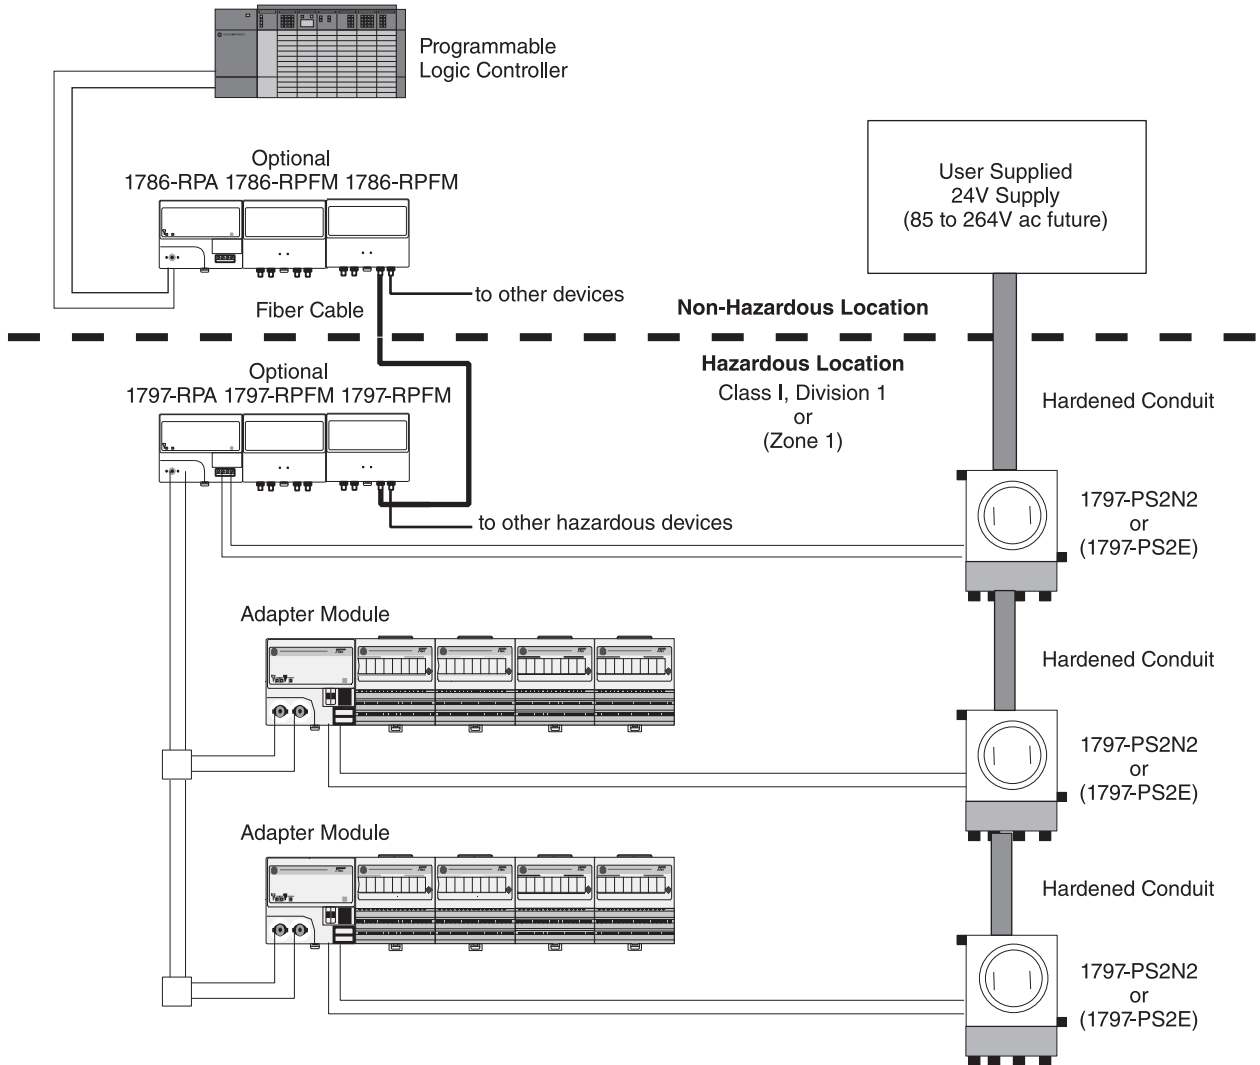 Programmable
Logic Controller
Optional
1786-RPA 1786-RPFM 1786-RPFM
User Supplied
24V Supply
(85 to 264V ac future)
to other devices
Fiber Cable
Non-Hazardous Location
Hazardous Location
Class I, Division 1
or
(Zone 1)
Optional
1797-RPA 1797-RPFM 1797-RPFM
Hardened Conduit
1797-PS2N2
or
(1797-PS2E)
to other hazardous devices
Adapter Module
Hardened Conduit
1797-PS2N2
or
(1797-PS2E)
Adapter Module
Hardened Conduit
1797-PS2N2
or
(1797-PS2E)